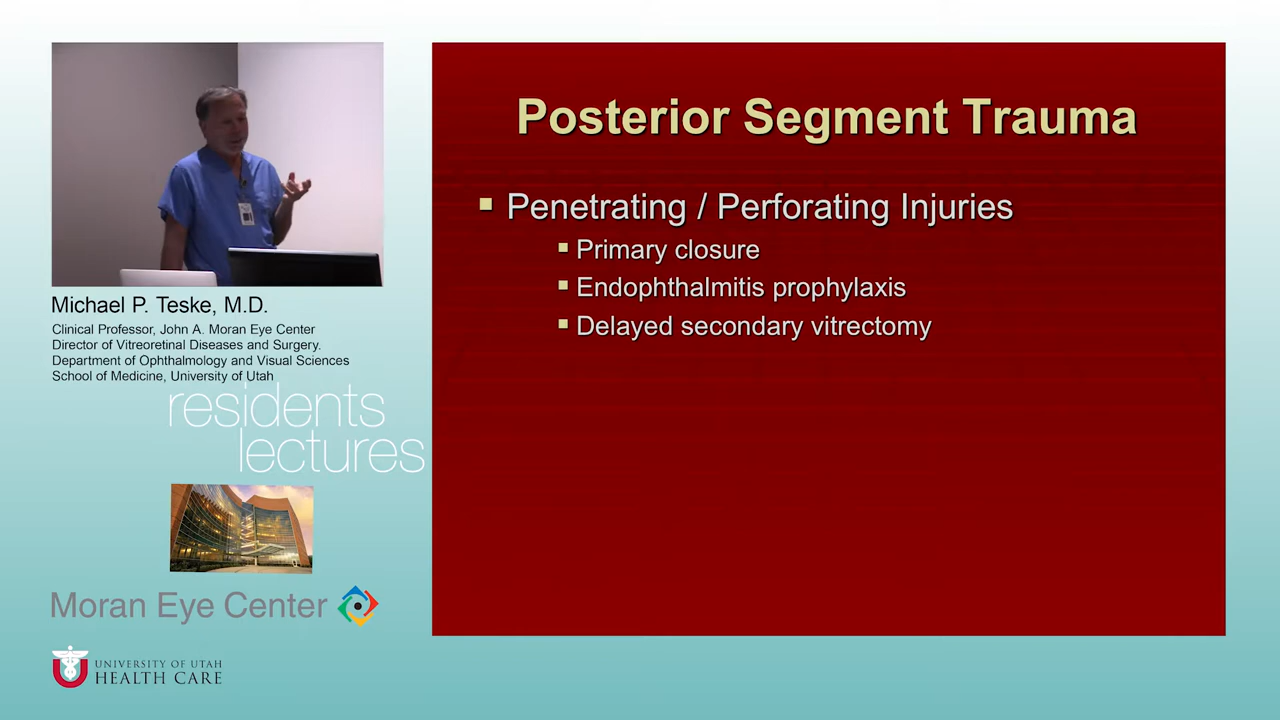 Michael P. Teske, M.D.
Clinical Professor, John A. Moran Eye Center
Director of Vitreoretinal Diseases and Surgery.
Department of Ophthalmology and Visual Sciences
School of Medicine, University of Utah
residents
lectures
Moran Eye Center
UNIVERSITY OF UTAH
HEALTH CARE
Posterior Segment Trauma
Penetrating / Perforating Injuries
Primary closure
Endophthalmitis prophylaxis
Delayed secondary vitrectomy